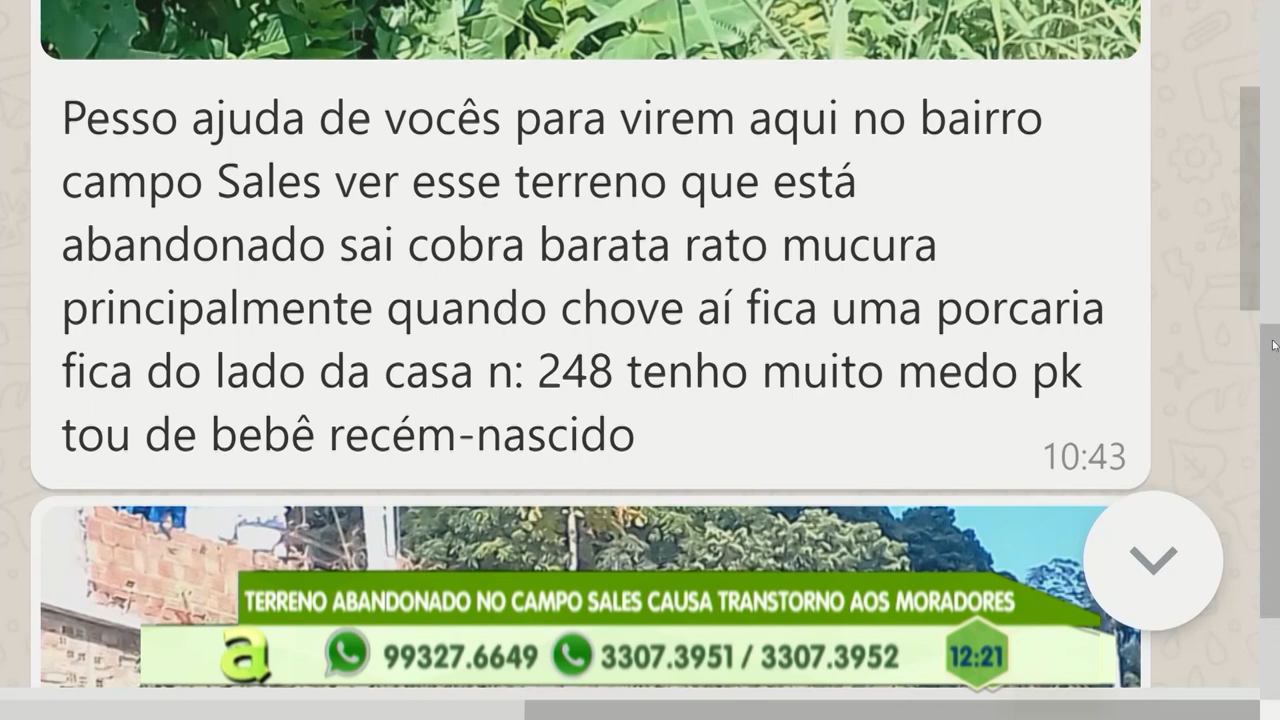 Pesso ajuda de vocês para virem aqui no bairro
campo Sales ver esse terreno que está
abandonado sai cobra barata rato mucura
principalmente quando chove aí fica uma porcaria
fica do lado da casa n: 248 tenho muito medo pk
tou de bebê recém-nascido
10:43
TERRENO ABANDONADO NO CAMPO SALES CAUSA TRANSTORNO AOS MORADORES
a 99327.6649 3307.3951 / 3307.3952 12:21